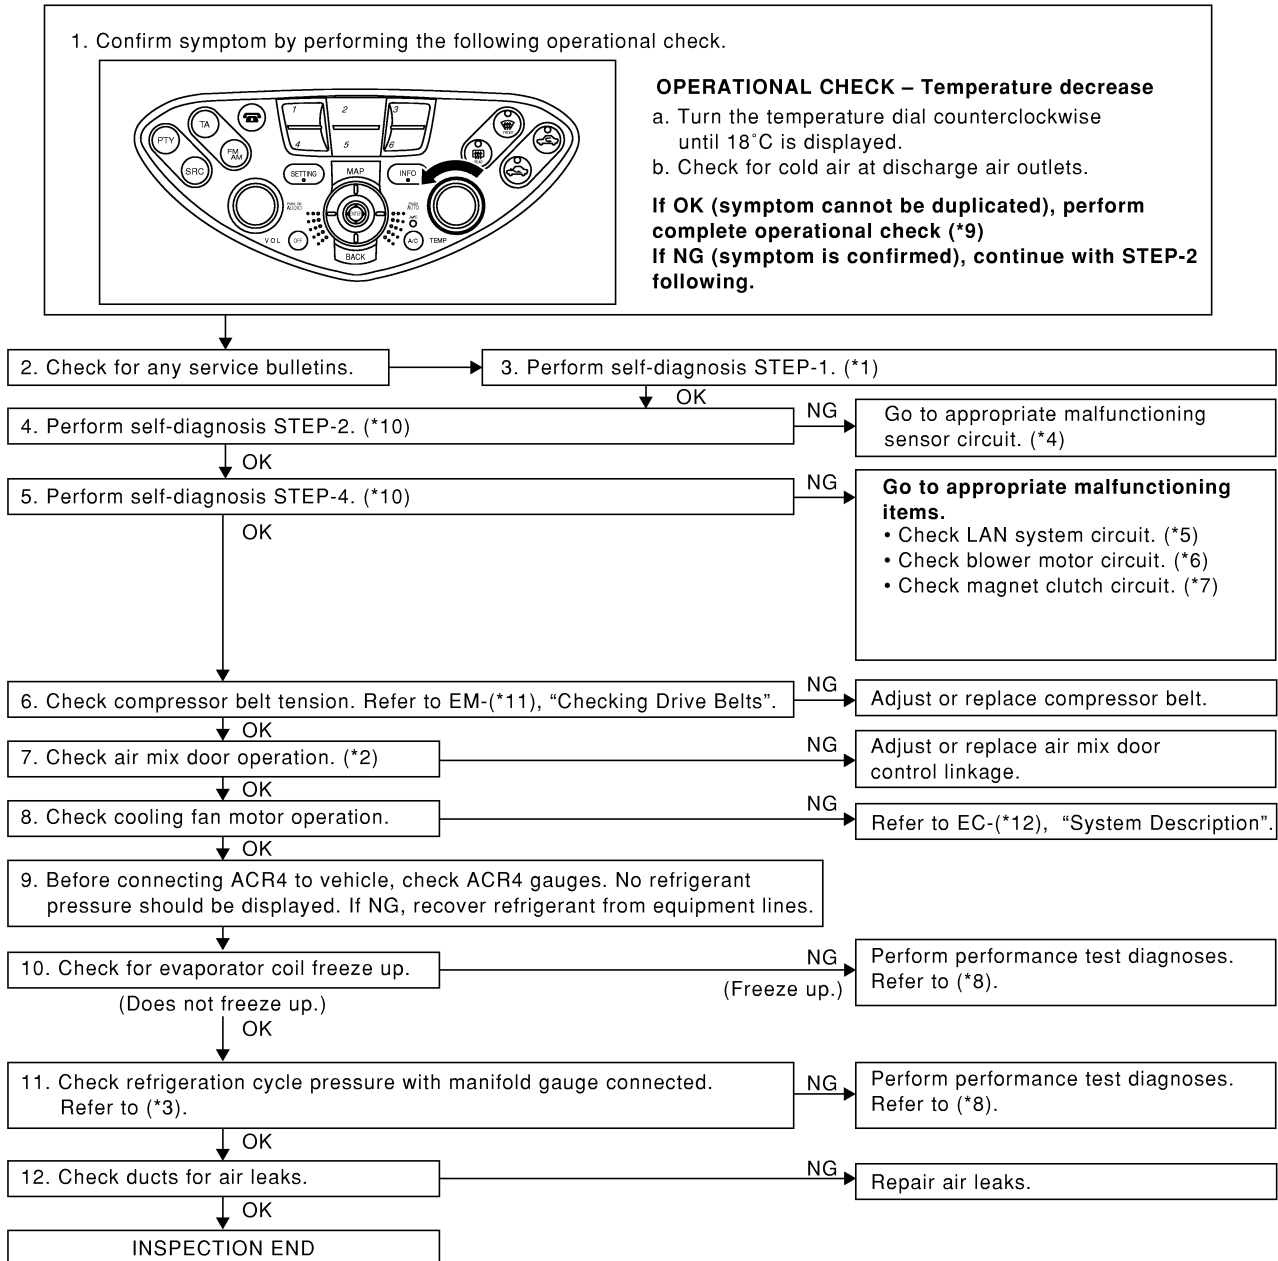 1. Confirm symptom by performing the following operational check.
PTY
TA
SRC
FM
AM
1
2
3
4
5
6
SETTING
MAP
INFO
ENTER
VOL
OFF
BACK
A/C
TEMP
FRONT
REAR
OPERATIONAL CHECK – Temperature decrease
a. Turn the temperature dial counterclockwise
until 18˚C is displayed.
b. Check for cold air at discharge air outlets.
If OK (symptom cannot be duplicated), perform
complete operational check (*9)
If NG (symptom is confirmed), continue with STEP-2
following.
2. Check for any service bulletins.
3. Perform self-diagnosis STEP-1. (*1)
OK
4. Perform self-diagnosis STEP-2. (*10)
NG
Go to appropriate malfunctioning
sensor circuit. (*4)
OK
5. Perform self-diagnosis STEP-4. (*10)
NG
Go to appropriate malfunctioning
items.
• Check LAN system circuit. (*5)
• Check blower motor circuit. (*6)
• Check magnet clutch circuit. (*7)
OK
6. Check compressor belt tension. Refer to EM-(*11), “Checking Drive Belts”.
NG
Adjust or replace compressor belt.
OK
7. Check air mix door operation. (*2)
NG
Adjust or replace air mix door
control linkage.
OK
8. Check cooling fan motor operation.
NG
Refer to EC-(*12), “System Description”.
OK
9. Before connecting ACR4 to vehicle, check ACR4 gauges. No refrigerant
pressure should be displayed. If NG, recover refrigerant from equipment lines.
10. Check for evaporator coil freeze up.
NG
(Freeze up.)
Perform performance test diagnoses.
Refer to (*8).
(Does not freeze up.)
OK
11. Check refrigeration cycle pressure with manifold gauge connected.
Refer to (*3).
NG
Perform performance test diagnoses.
Refer to (*8).
OK
12. Check ducts for air leaks.
NG
Repair air leaks.
OK
INSPECTION END